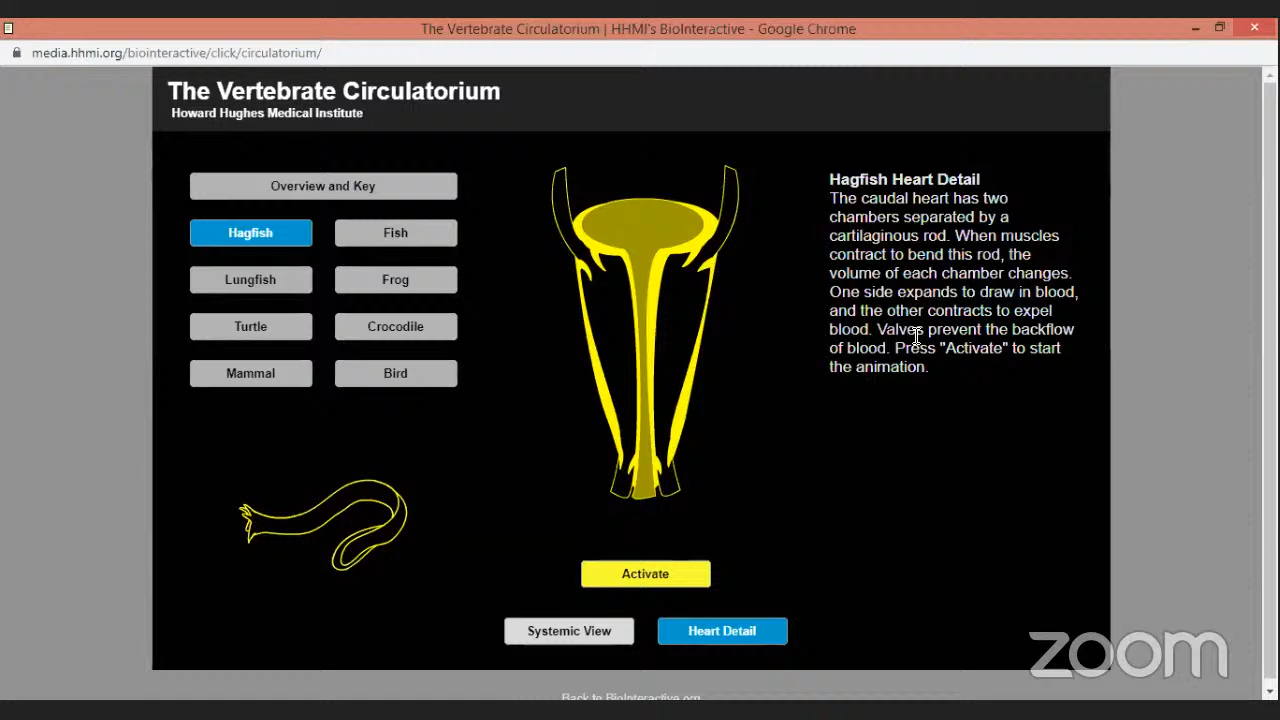 The Vertebrate Circulatorium | HHMI's BioInteractive - Google Chrome
media.hhmi.org/biointeractive/click/circulatorium/
The Vertebrate Circulatorium
Howard Hughes Medical Institute
Overview and Key
Hagfish
Fish
Lungfish
Frog
Turtle
Crocodile
Mammal
Bird
Hagfish Heart Detail
The caudal heart has two
chambers separated by a
cartilaginous rod. When muscles
contract to bend this rod, the
volume of each chamber changes.
One side expands to draw in blood,
and the other contracts to expel
blood. Valves prevent the backflow
of blood. Press "Activate" to start
the animation.
Activate
Systemic View
Heart Detail
zoom
Back to BioInteractive.org